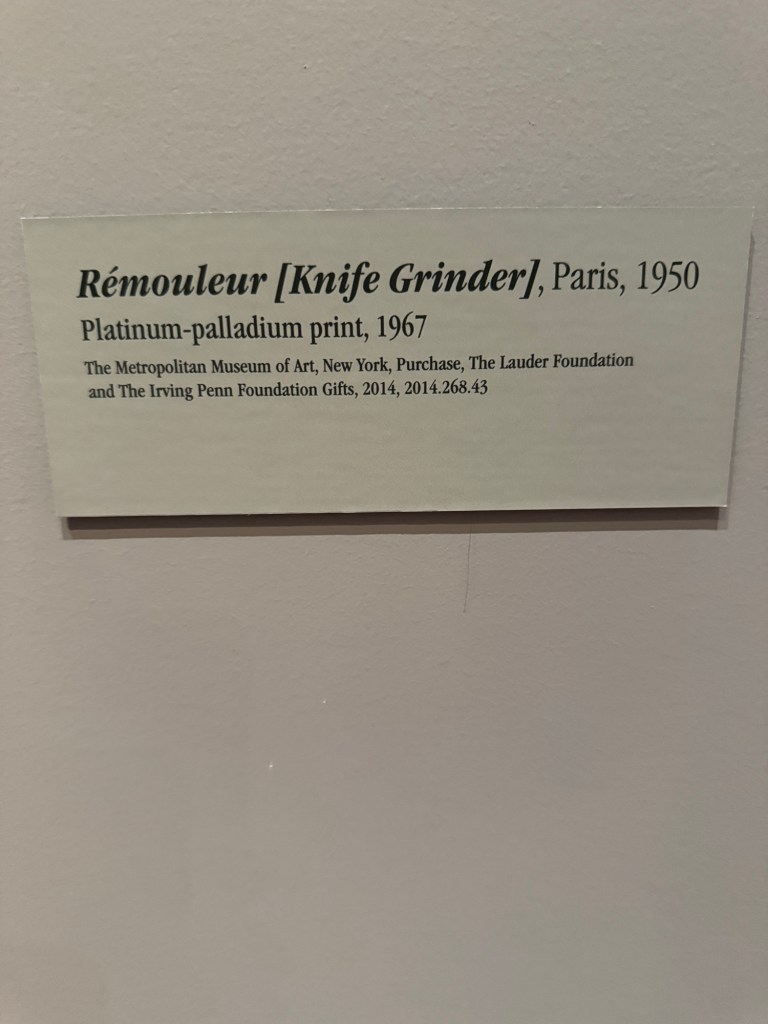 Rémouleur [Knife Grinder], Paris, 1950
Platinum-palladium print, 1967
The Metropolitan Museum of Art, New York, Purchase, The Lauder Foundation
and The Irving Penn Foundation Gifts, 2014, 2014.268.43